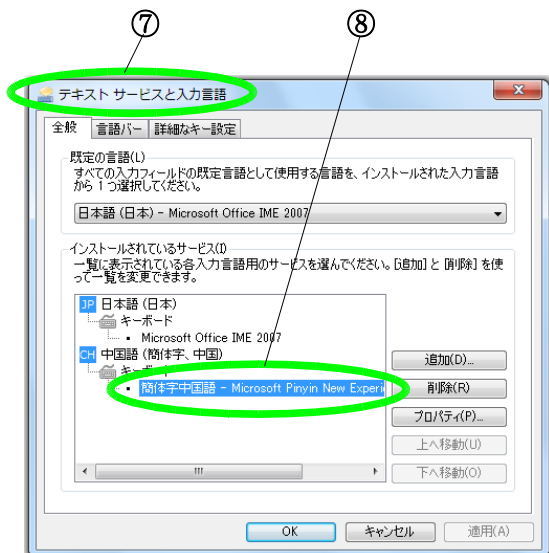 ⑦
⑧
テキスト サービスと入力言語
全般 言語バー 詳細なキー設定
既定の言語(L)
すべての入力フィールドの既定言語として使用する言語を、インストールされた入力言語
から 1 つ選択してください。
日本語 (日本) - Microsoft Office IME 2007
インストールされているサービス(I)
一覧に表示されている各入力言語用のサービスを選んでください。[追加] と [削除] を使
って一覧を変更できます。
JP 日本語 (日本)
キーボード
Microsoft Office IME 2007
CH 中国語 (簡体字、中国)
キーボード
簡体字中国語 - Microsoft Pinyin New Experi
追加(D)...
削除(R)
プロパティ(P)...
上へ移動(U)
下へ移動(O)
OK キャンセル 適用(A)